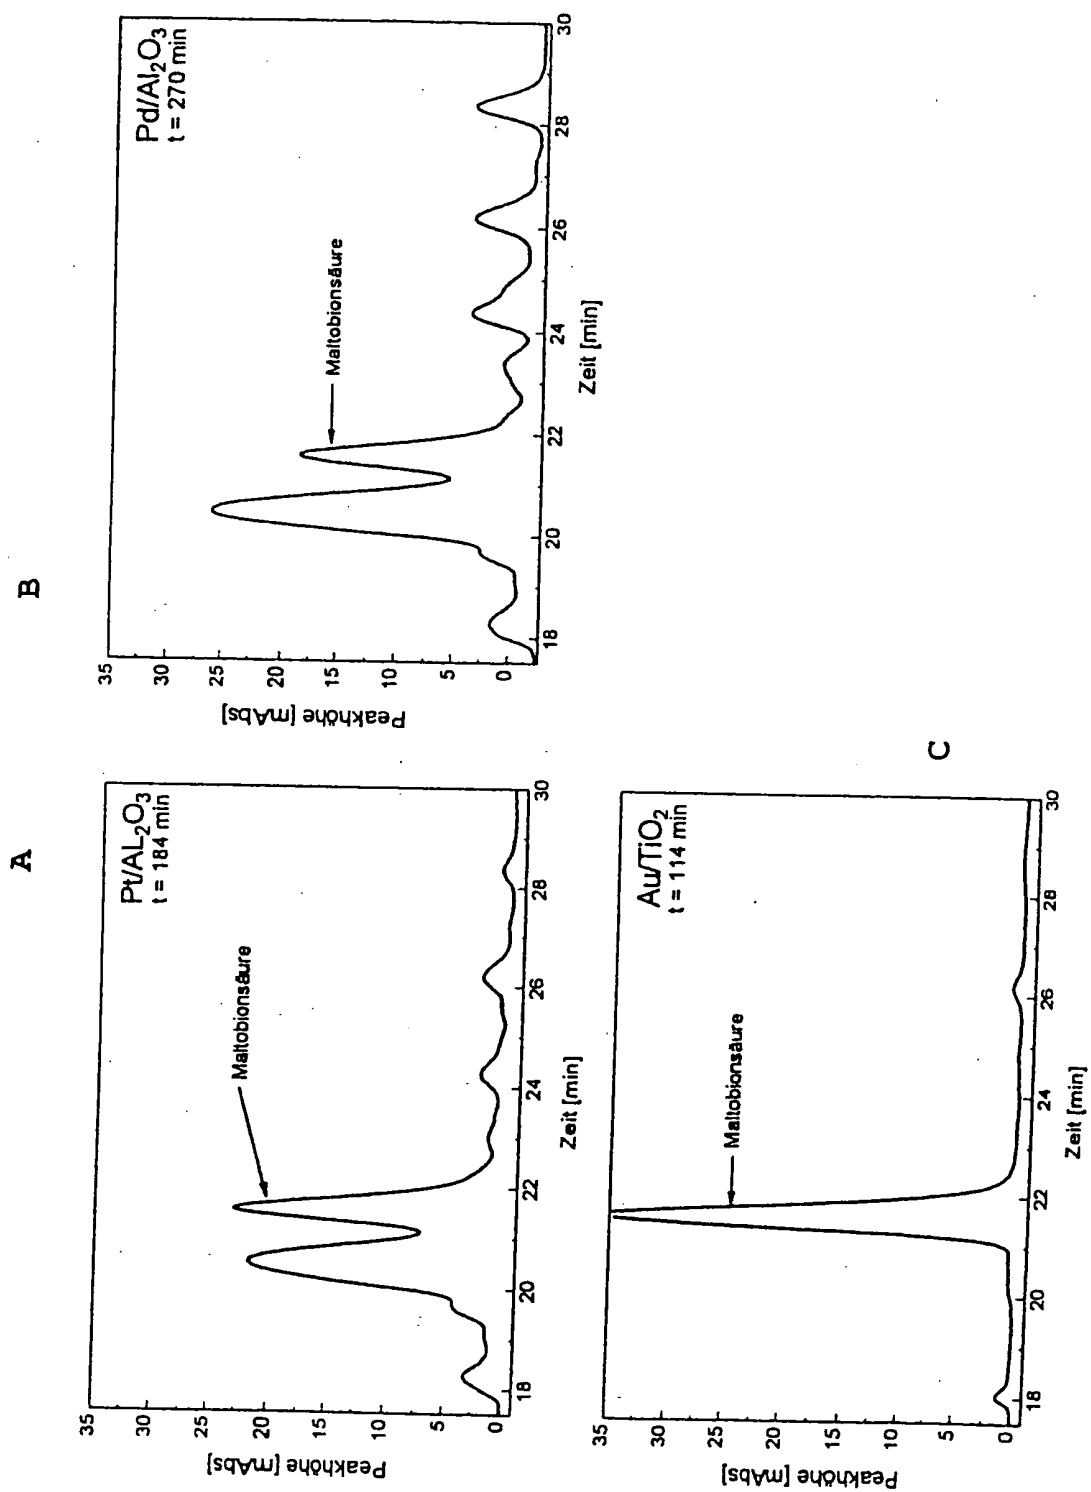 A
Pt/AL2O3
t = 184 min
Maltobionsäure
Peakhöhe [mAbs]
35
30
25
20
15
10
5
0
18
20
22
24
26
28
30
Zeit [min]
B
Pd/Al2O3
t = 270 min
Maltobionsäure
Peakhöhe [mAbs]
35
30
25
20
15
10
5
0
18
20
22
24
26
28
30
Zeit [min]
C
Au/TiO2
t = 114 min
Maltobionsäure
Peakhöhe [mAbs]
35
30
25
20
15
10
5
0
18
20
22
24
26
28
30
Zeit [min]